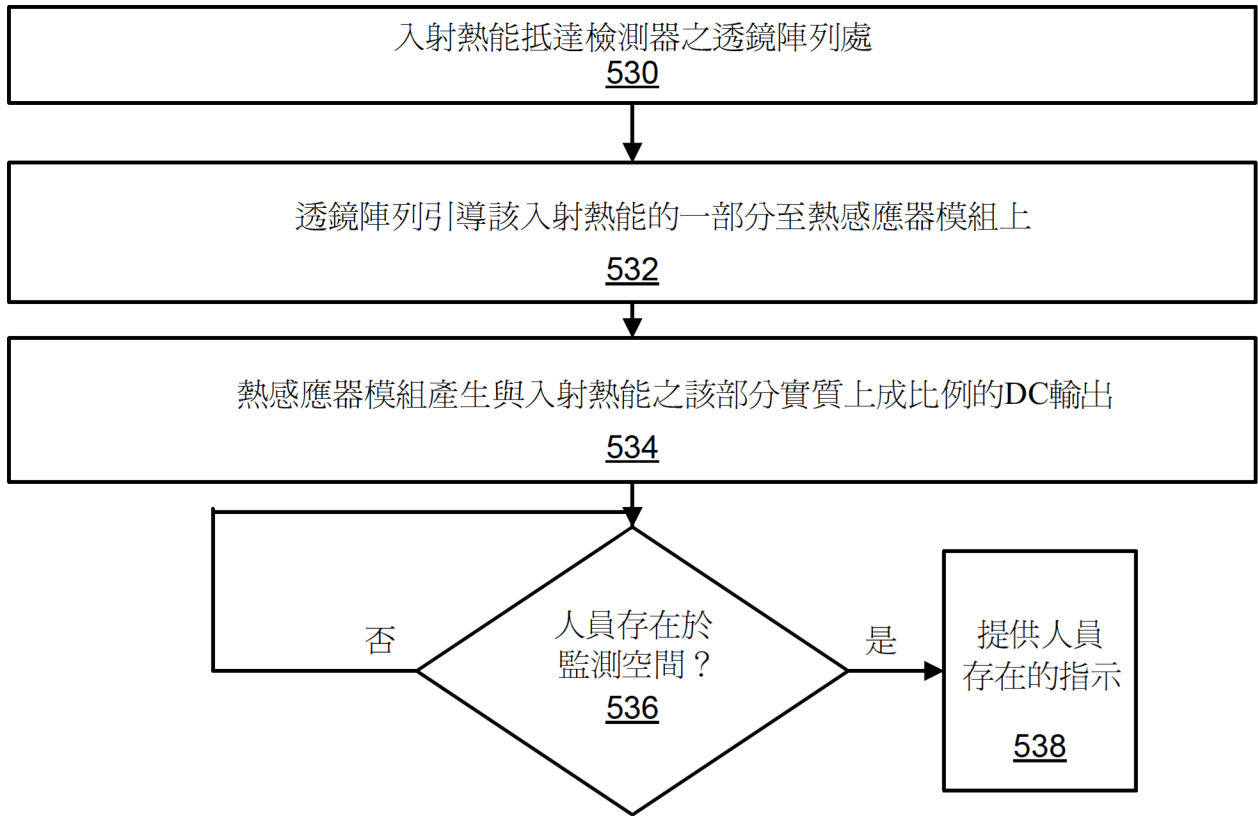 入射熱能抵達檢測器之透鏡陣列處
530
透鏡陣列引導該入射熱能的一部分至熱感應器模組上
532
熱感應器模組產生與入射熱能之該部分實質上成比例的DC輸出
534
否
人員存在於
監測空間？
536
是
提供人員
存在的指示
538